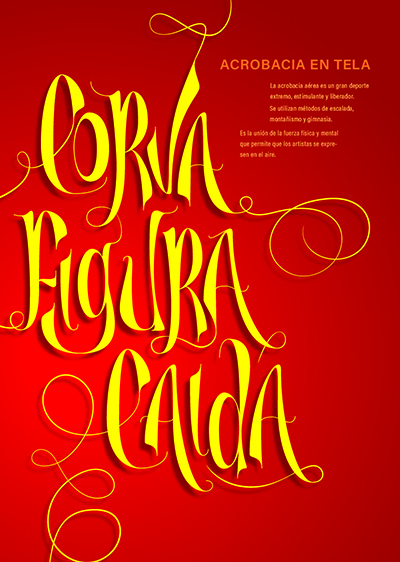 ACROBACIA EN TELA
La acrobacia aérea es un gran deporte
extremo, estimulante y liberador.
Se utilizan métodos de escalada,
montañismo y gimnasia.
Es la unión de la fuerza física y mental
que permite que los artistas se expre-
sen en el aire.
CORVA
FIgURA
CAIdA